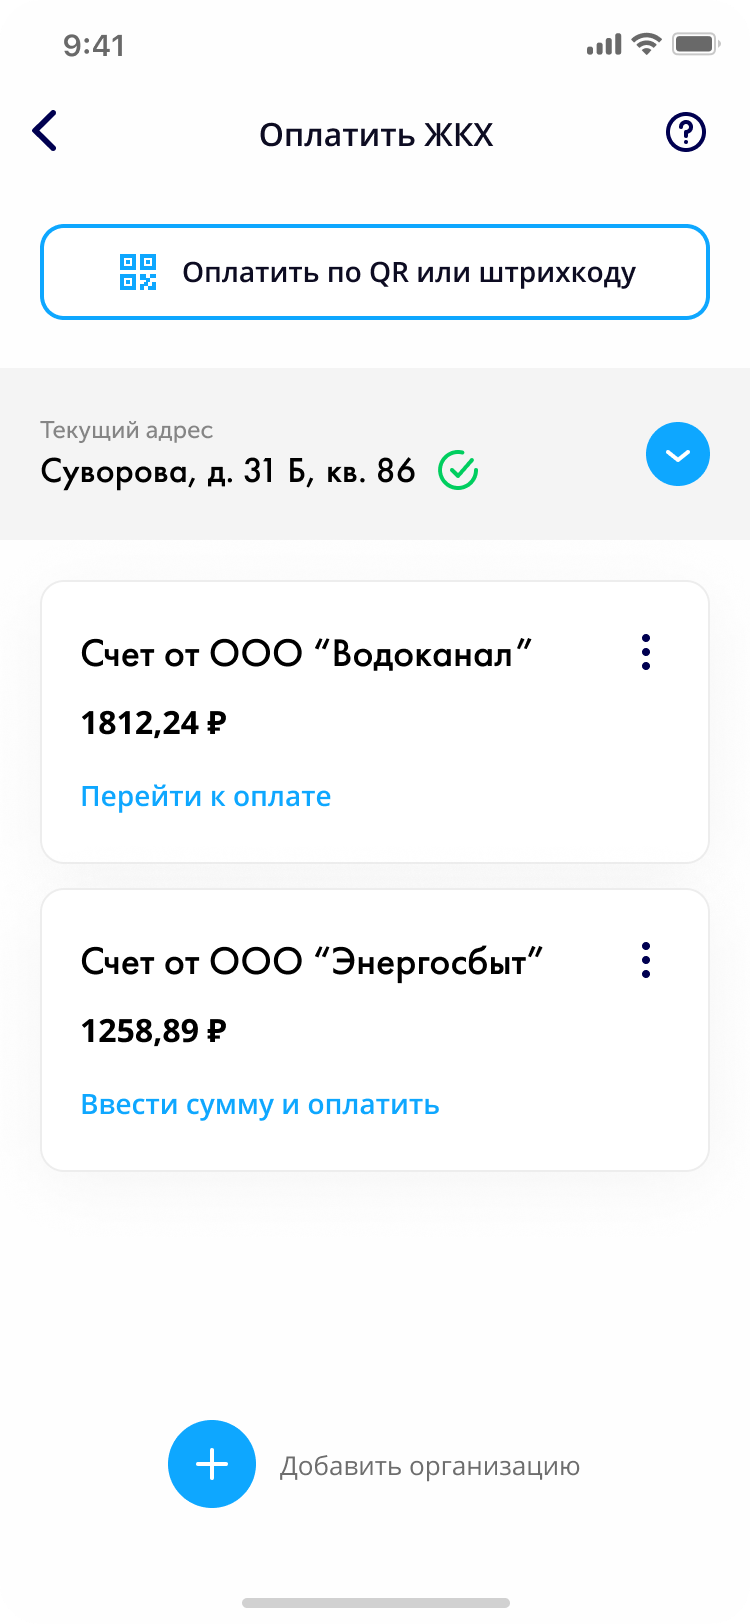 9:41
Оплатить ЖКХ
Оплатить по QR или штрихкоду
Текущий адрес
Суворова, д. 31 Б, кв. 86
Счет от ООО “Водоканал”
1812,24 ₽
Перейти к оплате
Счет от ООО “Энергосбыт”
1258,89 ₽
Ввести сумму и оплатить
Добавить организацию